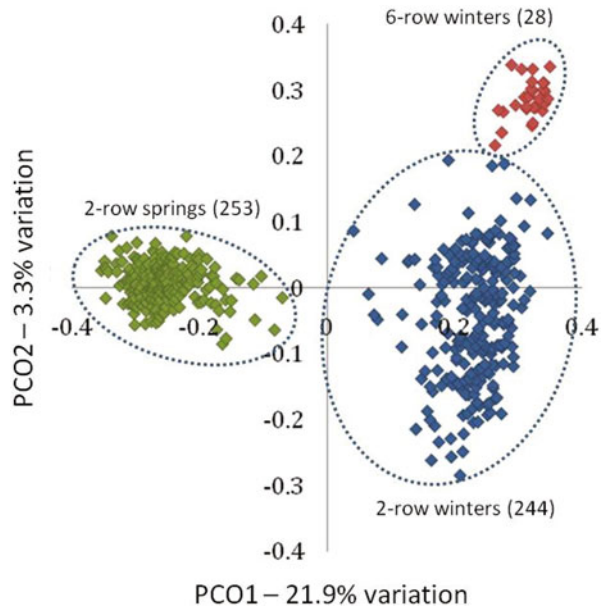 0.4
6-row winters (28)
0.3
0.2
2-row springs (253)
0.1
PCO2 – 3.3% variation
0
-0.4
-0.2
0
0.2
0.4
-0.1
-0.2
-0.3
2-row winters (244)
-0.4
PCO1 – 21.9% variation